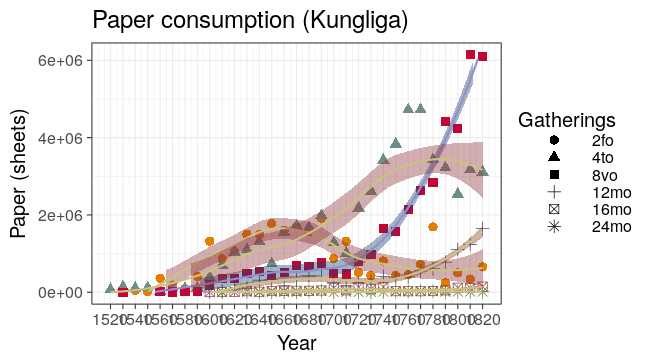 Paper consumption (Kungliga)
6e+06
4e+06
2e+06
0e+00
Paper (sheets)
1520 1540 1560 1580 1600 1620 1640 1660 1680 1700 1720 1740 1760 1780 1800 1820
Year
Gatherings
2fo
4to
8vo
12mo
16mo
24mo